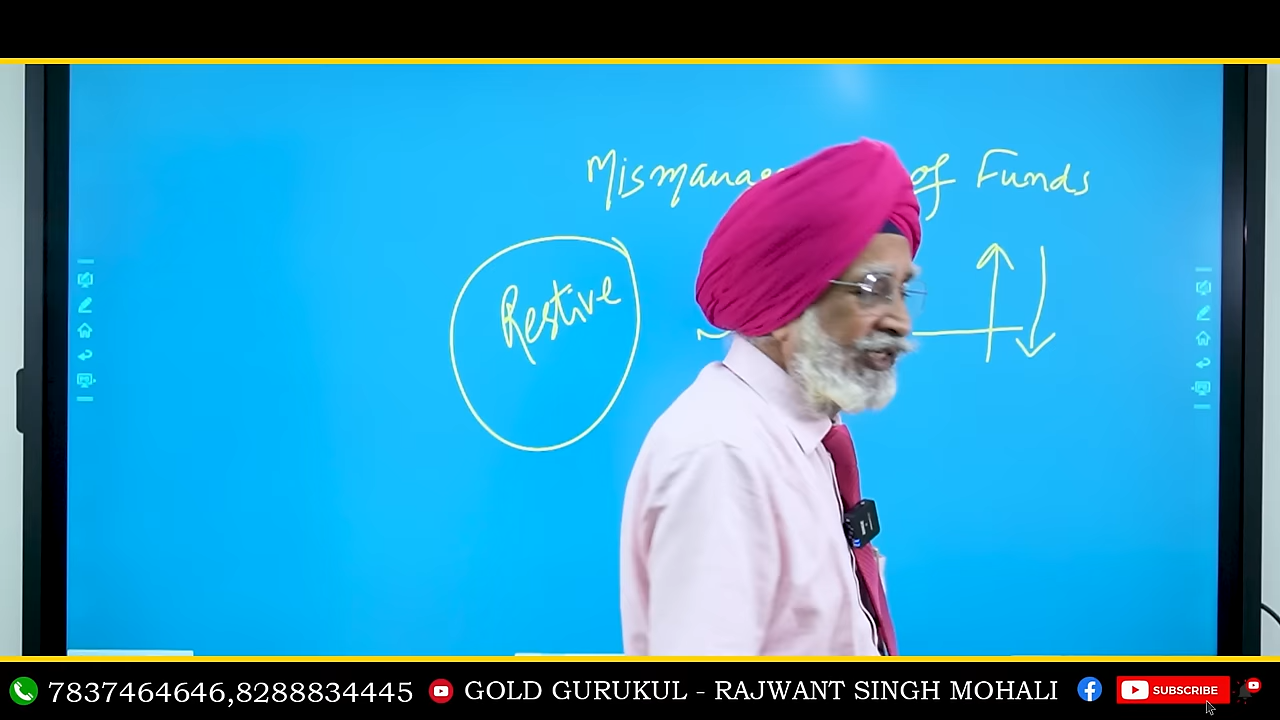 Mismanage of Funds
Restive
7837464646,8288834445 GOLD GURUKUL - RAJWANT SINGH MOHALI SUBSCRIBE